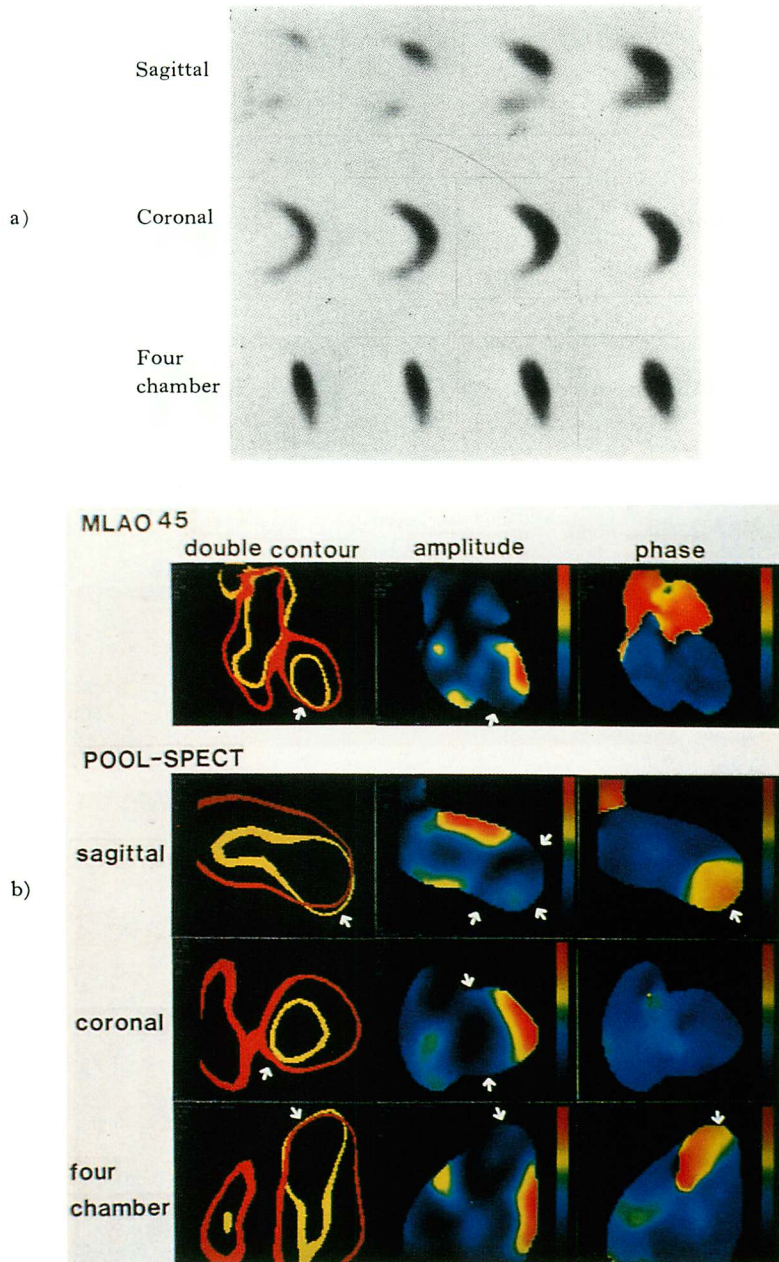 Sagittal
a)
Coronal
Four
chamber
MLAO 45
double contour amplitude phase
POOL-SPECT
sagittal
b)
coronal
four
chamber